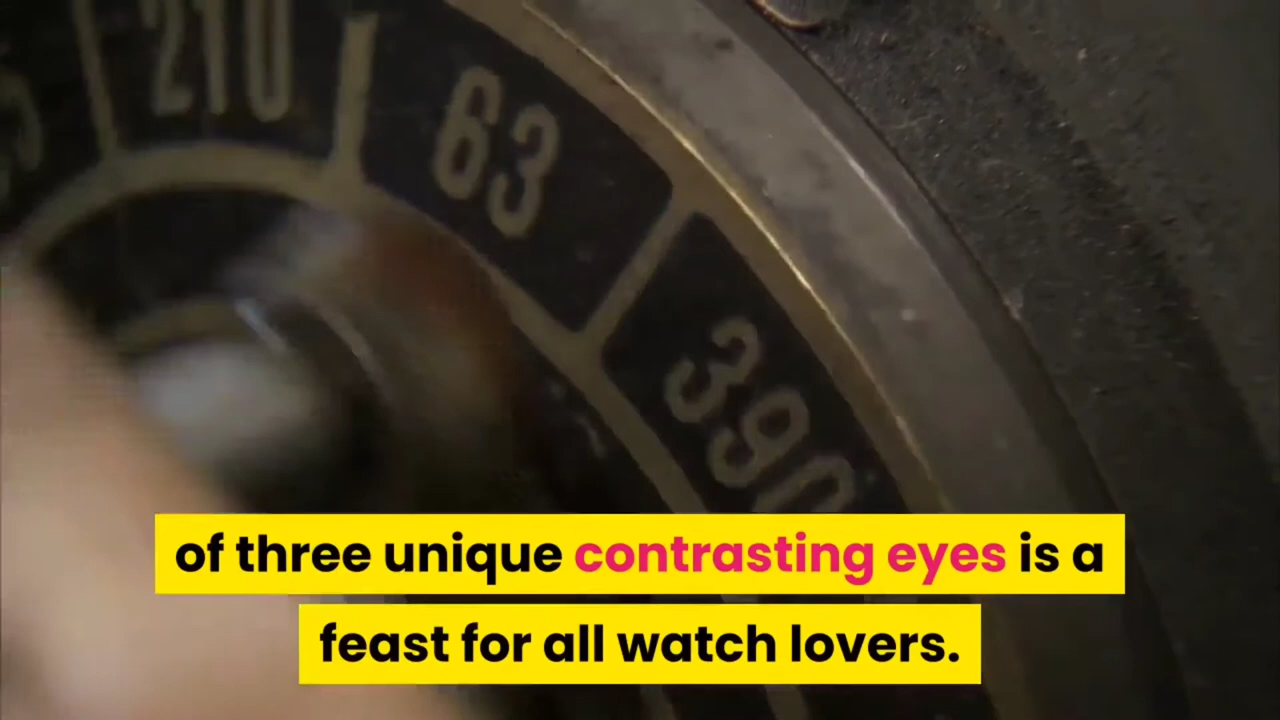 210
63
390
of three unique contrasting eyes is a
feast for all watch lovers.